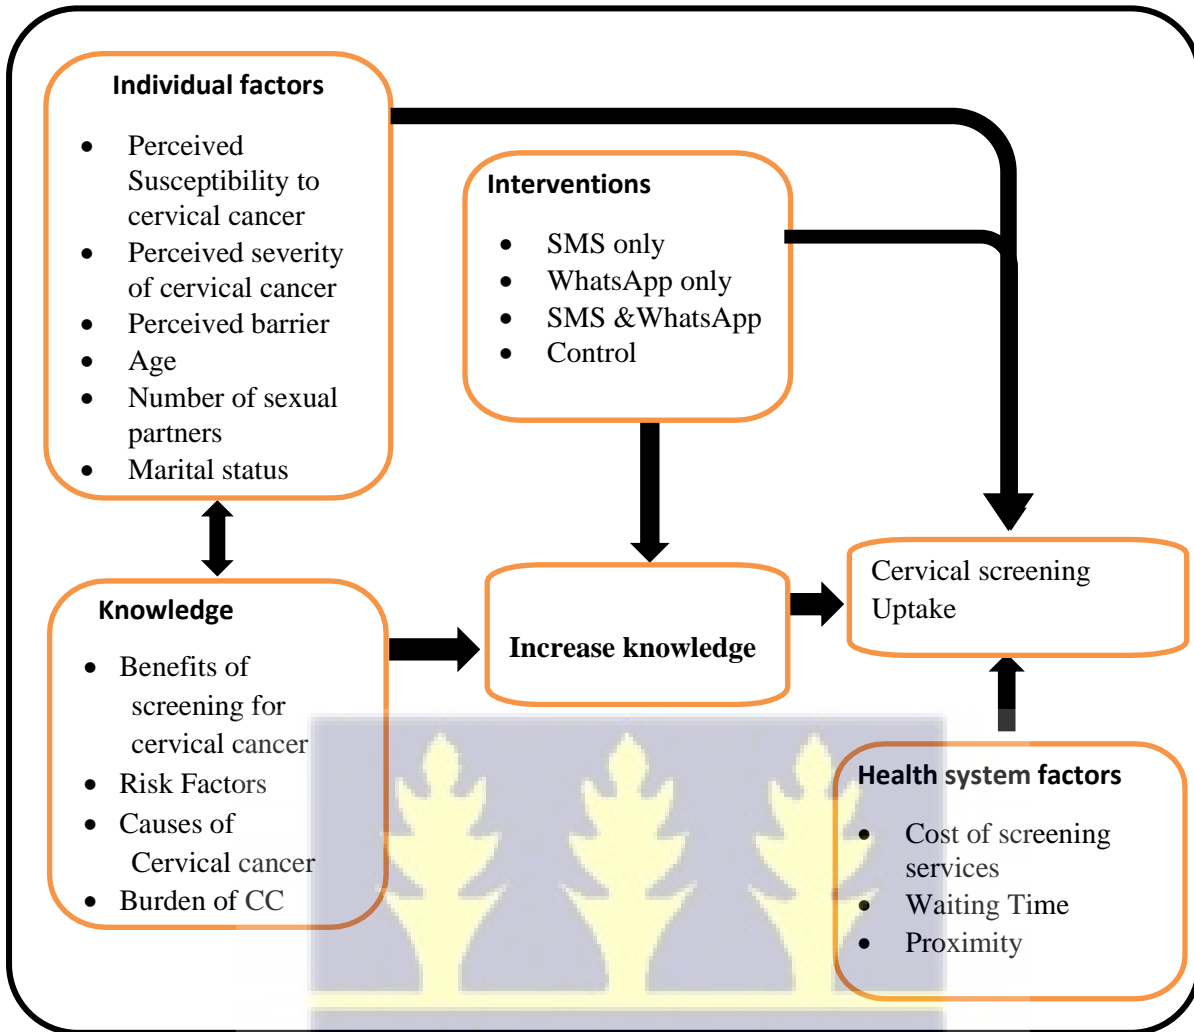 Individual factors
• Perceived
Susceptibility to
cervical cancer
• Perceived severity
of cervical cancer
• Perceived barrier
• Age
• Number of sexual
partners
• Marital status
Interventions
• SMS only
• WhatsApp only
• SMS &WhatsApp
• Control
Knowledge
• Benefits of
screening for
cervical cancer
• Risk Factors
• Causes of
Cervical cancer
• Burden of CC
Increase knowledge
Cervical screening
Uptake
Health system factors
• Cost of screening
services
• Waiting Time
• Proximity